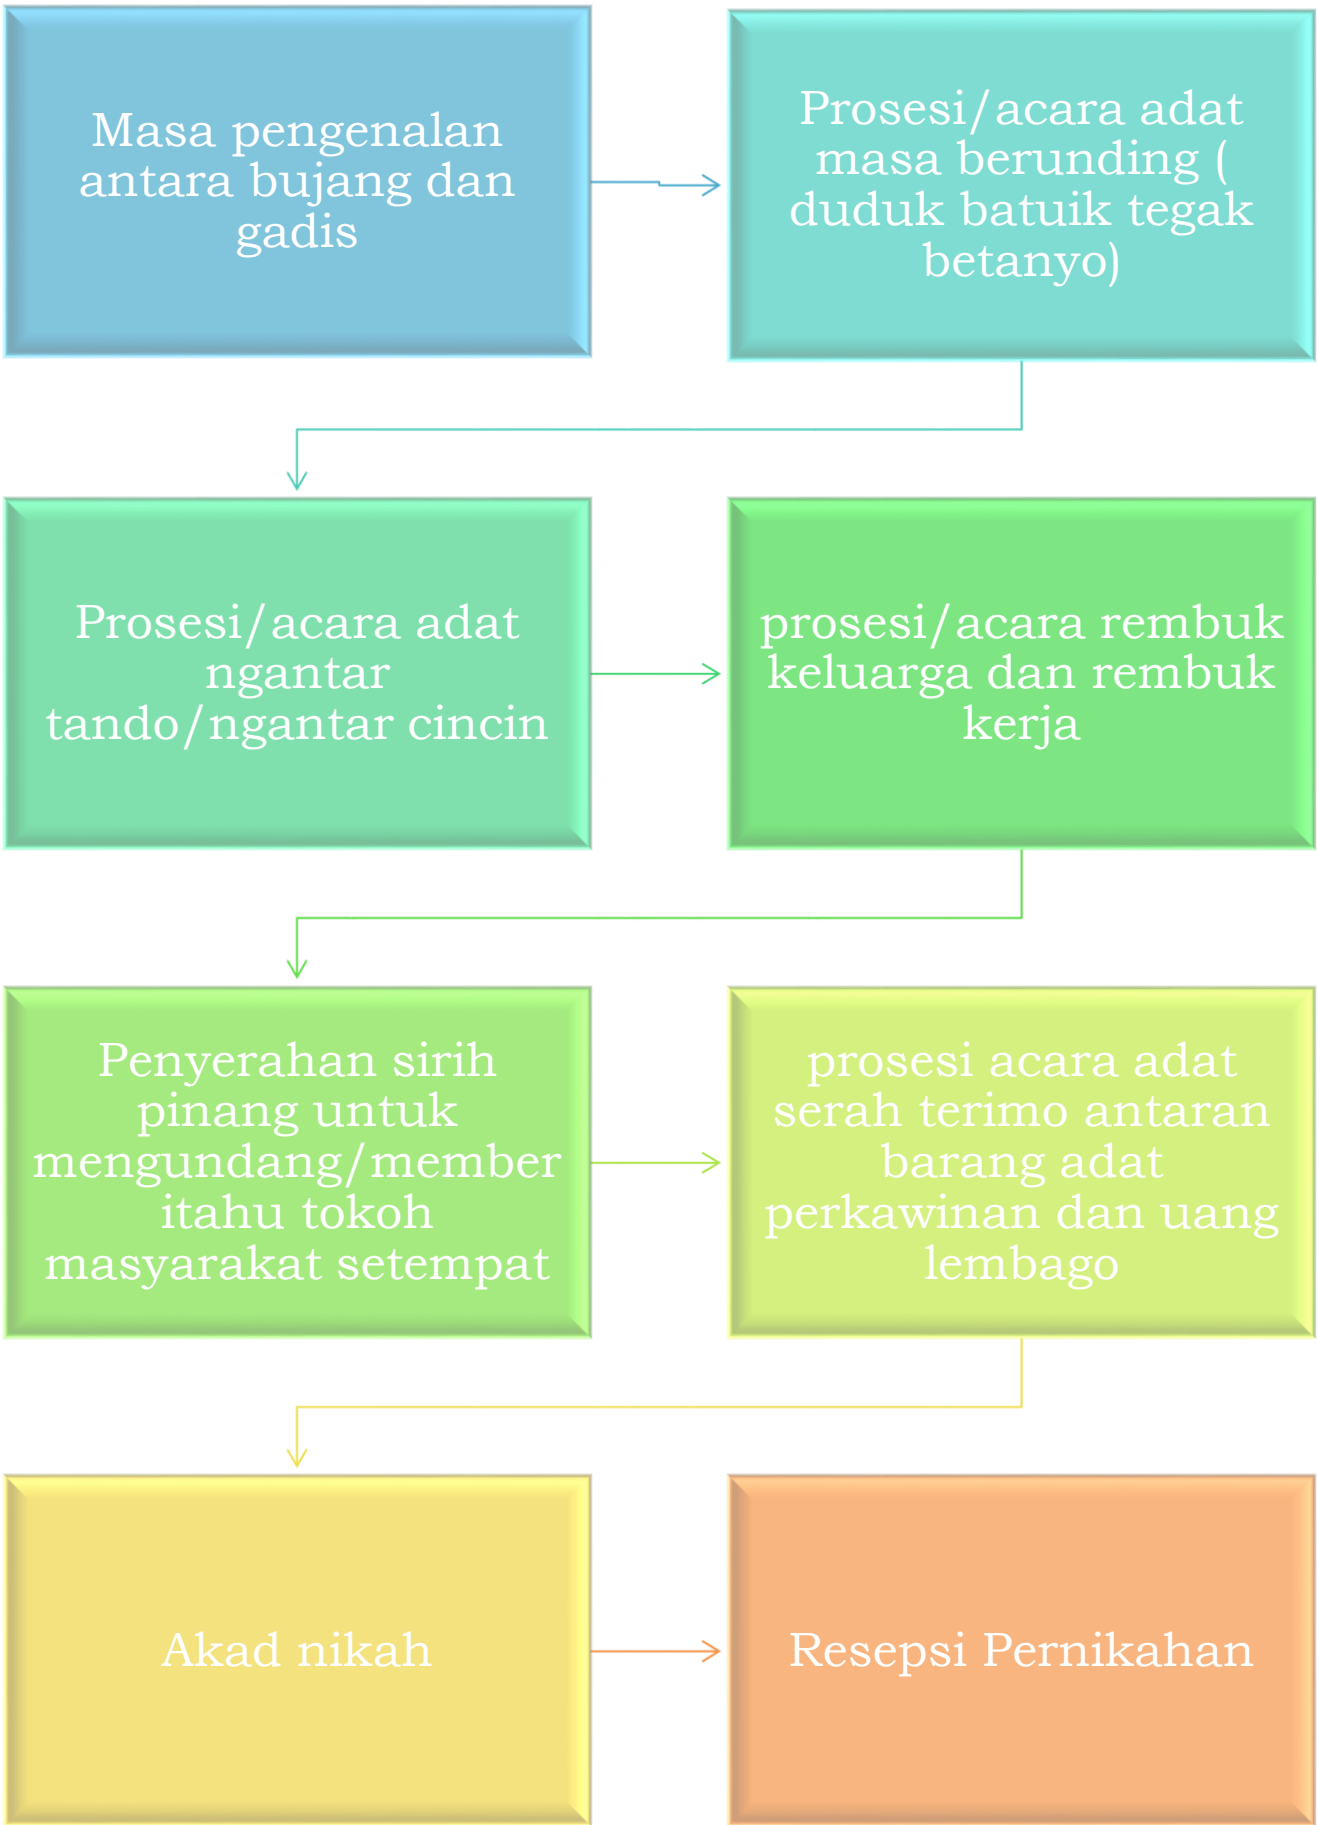 Masa pengenalan
antara bujang dan
gadis
Prosesi/acara adat
masa berunding (
duduk batuik tegak
betanyo)
Prosesi/acara adat
ngantar
tando/ngantar cincin
prosesi/acara rembuk
keluarga dan rembuk
kerja
Penyerahan sirih
pinang untuk
mengundang/member
itahu tokoh
masyarakat setempat
prosesi acara adat
serah terimo antaran
barang adat
perkawinan dan uang
lembago
Akad nikah
Resepsi Pernikahan